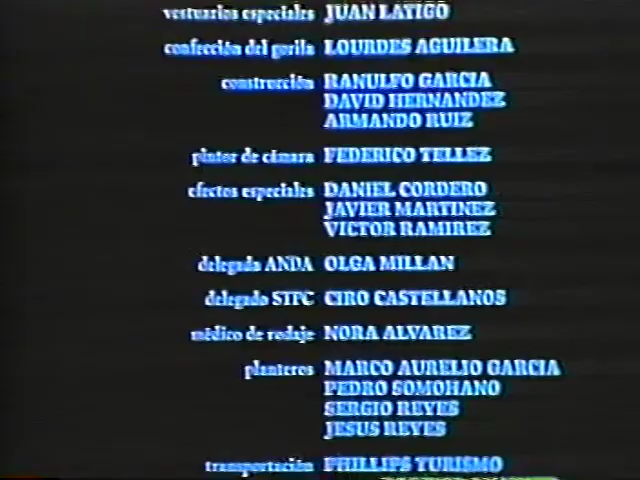 vestuarios especiales JUAN LATIGO
confección del gorila LOURDES AGUILERA
construcción RANULFO GARCIA
DAVID HERNANDEZ
ARMANDO RUIZ
pintor de cámara FEDERICO TELLEZ
efectos especiales DANIEL CORDERO
JAVIER MARTINEZ
VICTOR RAMIREZ
delegada ANDA OLGA MILLAN
delegado STPC CIRO CASTELLANOS
médico de rodaje NORA ALVAREZ
planteros MARCO AURELIO GARCIA
PEDRO SOMOHANO
SERGIO REYES
JESUS REYES
transportación PHILLIPS TURISMO